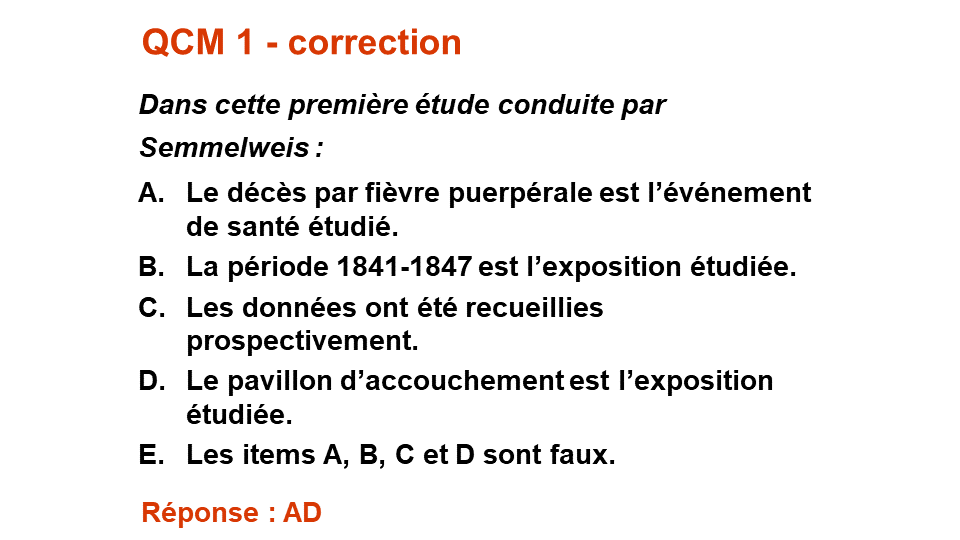 QCM 1 - correction
Dans cette première étude conduite par
Semmelweis :
A. Le décès par fièvre puerpérale est l’événement
de santé étudié.
B. La période 1841-1847 est l’exposition étudiée.
C. Les données ont été recueillies
prospectivement.
D. Le pavillon d’accouchement est l’exposition
étudiée.
E. Les items A, B, C et D sont faux.
Réponse : AD